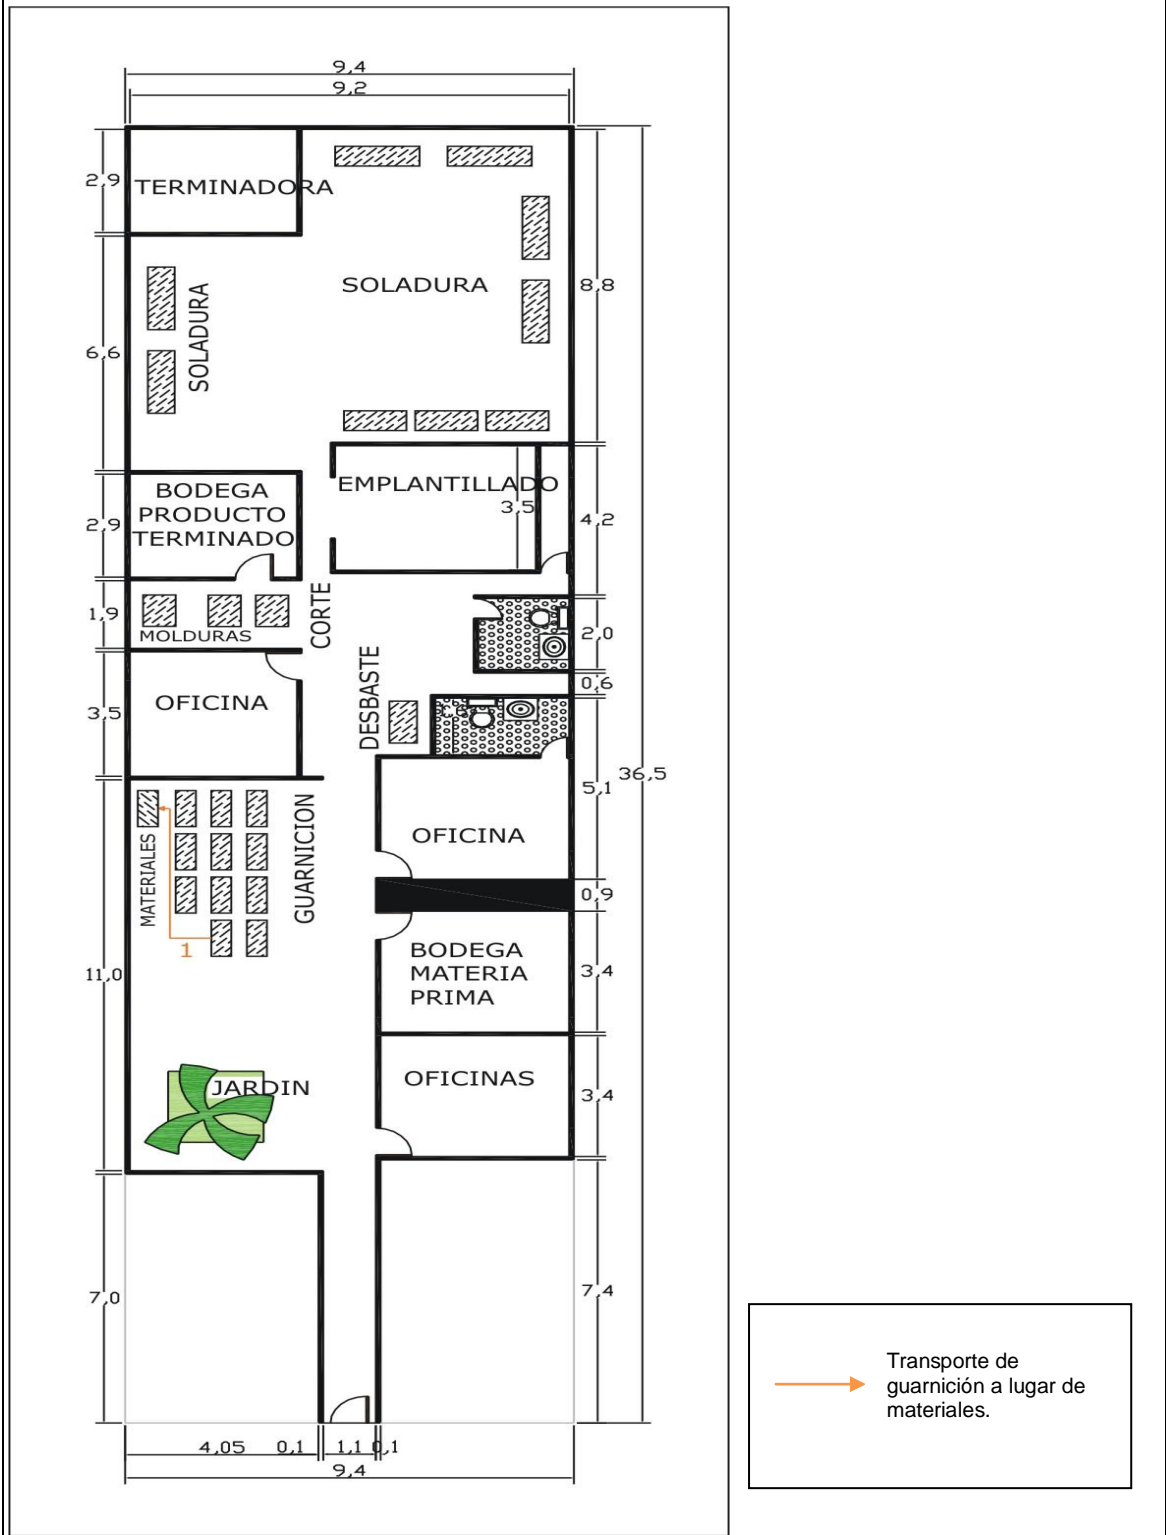 9,4
9,2
2,9
TERMINADORA
SOLADURA
8,8
SOLADURA
6,6
EMPLANTILLADO
3,5
4,2
BODEGA
PRODUCTO
TERMINADO
2,9
1,9
MOLDURAS
CORTE
2,0
0,6
DESBASTE
OFICINA
3,5
36,5
5,1
MATERIALES
GUARNICION
OFICINA
0,9
1
11,0
BODEGA
MATERIA
PRIMA
3,4
JARDIN
OFICINAS
3,4
7,0
7,4
4,05
0,1
1,1
0,1
9,4
Transporte de
guarnición a lugar de
materiales.